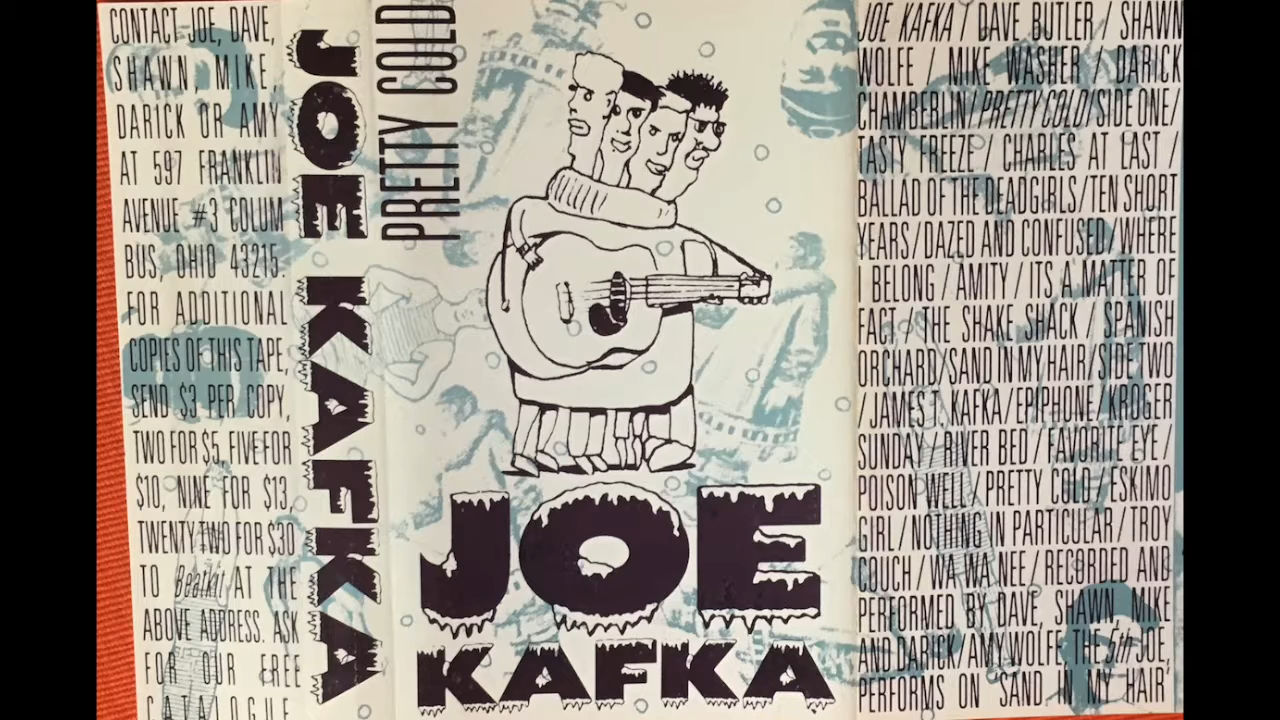 CONTACT JOE, DAVE,
SHAWN, MIKE,
DARICK OR AMY
AT 597 FRANKLIN
AVENUE #3 COLUM
BUS, OHIO 43215.
FOR ADDITIONAL
COPIES OF THIS TAPE,
SEND $3 PER COPY,
TWO FOR $5, FIVE FOR
$10, NINE FOR $13,
TWENTY TWO FOR $30
TO Beatkit AT THE
ABOVE ADDRESS. ASK
FOR OUR FREE
CATALOGUE
JOE KAFKA
PRETTY COLD
JOE
KAFKA
JOE KAFKA / DAVE BUTLER / SHAWN
WOLFE / MIKE WASHER / DARICK
CHAMBERLIN/PRETTY COLD/SIDE ONE/
TASTY FREEZE / CHARLES AT LAST /
BALLAD OF THE DEADGIRLS/TEN SHORT
YEARS/DAZED AND CONFUSED/WHERE
I BELONG / AMITY / ITS A MATTER OF
FACT / THE SHAKE SHACK / SPANISH
ORCHARD/SAND IN MY HAIR/SIDE TWO
/JAMES T. KAFKA/EPIPHONE/KROGER
SUNDAY / RIVER BED / FAVORITE EYE /
POISON WELL/PRETTY COLD/ESKIMO
GIRL/NOTHING IN PARTICULAR/TROY
COUCH/WA WA NEE/RECORDED AND
PERFORMED BY DAVE, SHAWN, MIKE
AND DARICK/AMY WOLFE, THE 5th JOE,
PERFORMS ON 'SAND IN MY HAIR'